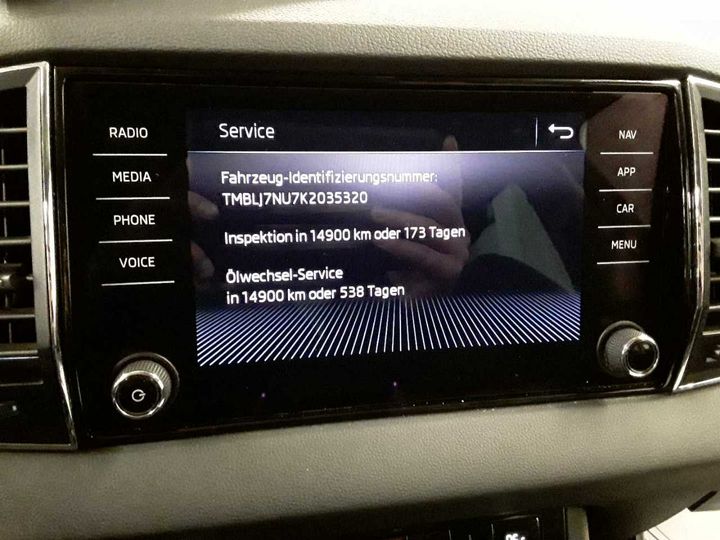 RADIO
MEDIA
PHONE
VOICE
Service
Fahrzeug-Identifizierungsnummer:
TMBLJ7NU7K2035320
Inspektion in 14900 km oder 173 Tagen
Ölwechsel-Service
in 14900 km oder 538 Tagen
NAV
APP
CAR
MENU